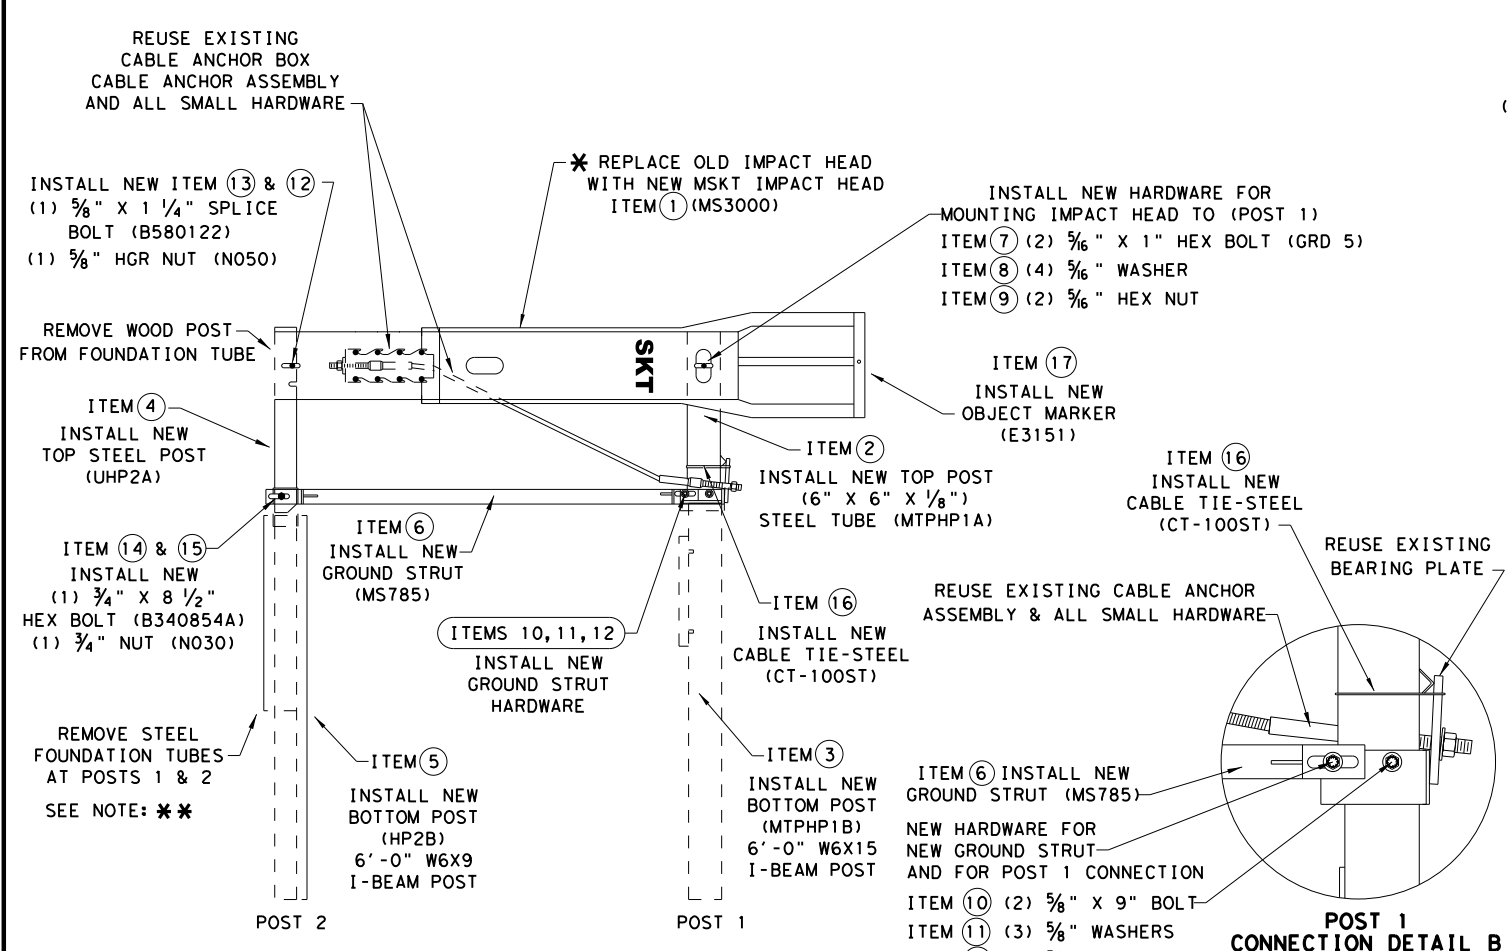 REUSE EXISTING
CABLE ANCHOR BOX
CABLE ANCHOR ASSEMBLY
AND ALL SMALL HARDWARE
* REPLACE OLD IMPACT HEAD
WITH NEW MSKT IMPACT HEAD
ITEM 1 (MS3000)
INSTALL NEW ITEM 13 & 12
(1) 5/8" X 1 1/4" SPLICE
BOLT (B580122)
(1) 5/8" HGR NUT (N050)
INSTALL NEW HARDWARE FOR
MOUNTING IMPACT HEAD TO (POST 1)
ITEM 7 (2) 5/16" X 1" HEX BOLT (GRD 5)
ITEM 8 (4) 5/16" WASHER
ITEM 9 (2) 5/16" HEX NUT
REMOVE WOOD POST
FROM FOUNDATION TUBE
SKT
ITEM 17
INSTALL NEW
OBJECT MARKER
(E3151)
ITEM 4
INSTALL NEW
TOP STEEL POST
(UHP2A)
ITEM 2
INSTALL NEW TOP POST
(6" X 6" X 1/8")
STEEL TUBE (MTPHP1A)
ITEM 16
INSTALL NEW
CABLE TIE-STEEL
(CT-100ST)
REUSE EXISTING
BEARING PLATE
ITEM 14 & 15
INSTALL NEW
(1) 3/4" X 8 1/2"
HEX BOLT (B340854A)
(1) 3/4" NUT (N030)
ITEM 6
INSTALL NEW
GROUND STRUT
(MS785)
ITEMS 10, 11, 12
INSTALL NEW
GROUND STRUT
HARDWARE
ITEM 16
INSTALL NEW
CABLE TIE-STEEL
(CT-100ST)
REUSE EXISTING CABLE ANCHOR
ASSEMBLY & ALL SMALL HARDWARE
REMOVE STEEL
FOUNDATION TUBES
AT POSTS 1 & 2
SEE NOTE: * *
ITEM 5
INSTALL NEW
BOTTOM POST
(HP2B)
6'-0" W6X9
I-BEAM POST
ITEM 3
INSTALL NEW
BOTTOM POST
(MTPHP1B)
6'-0" W6X15
I-BEAM POST
ITEM 6 INSTALL NEW
GROUND STRUT (MS785)
NEW HARDWARE FOR
NEW GROUND STRUT
AND FOR POST 1 CONNECTION
ITEM 10 (2) 5/8" X 9" BOLT
ITEM 11 (3) 5/8" WASHERS
POST 2
POST 1
POST 1
CONNECTION DETAIL B